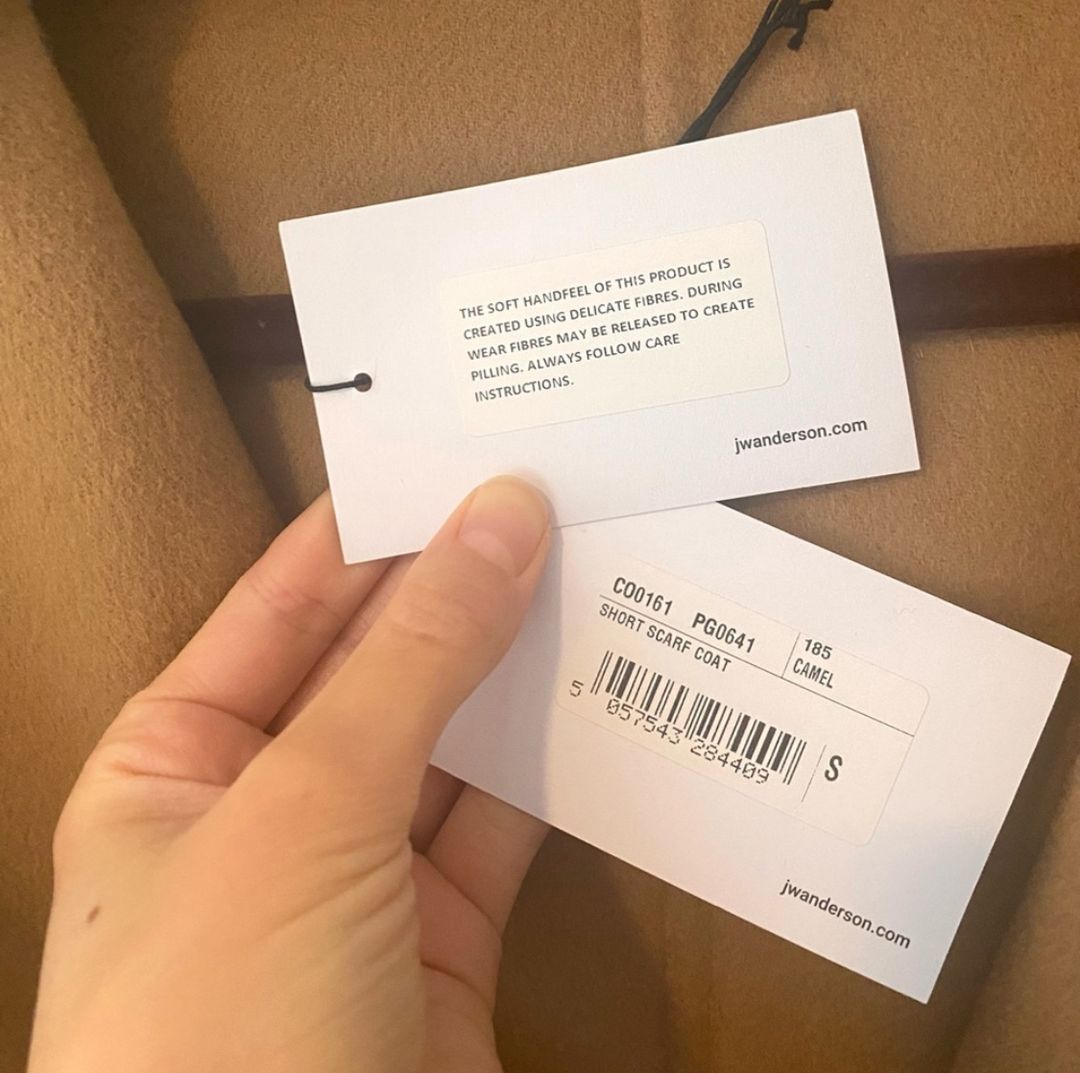 THE SOFT HANDFEEL OF THIS PRODUCT IS
CREATED USING DELICATE FIBRES. DURING
WEAR FIBRES MAY BE RELEASED TO CREATE
PILLING. ALWAYS FOLLOW CARE
INSTRUCTIONS.
jwanderson.com
CO0161 PG0641 185
SHORT SCARF COAT CAMEL
5 057543 284409 S
jwanderson.com